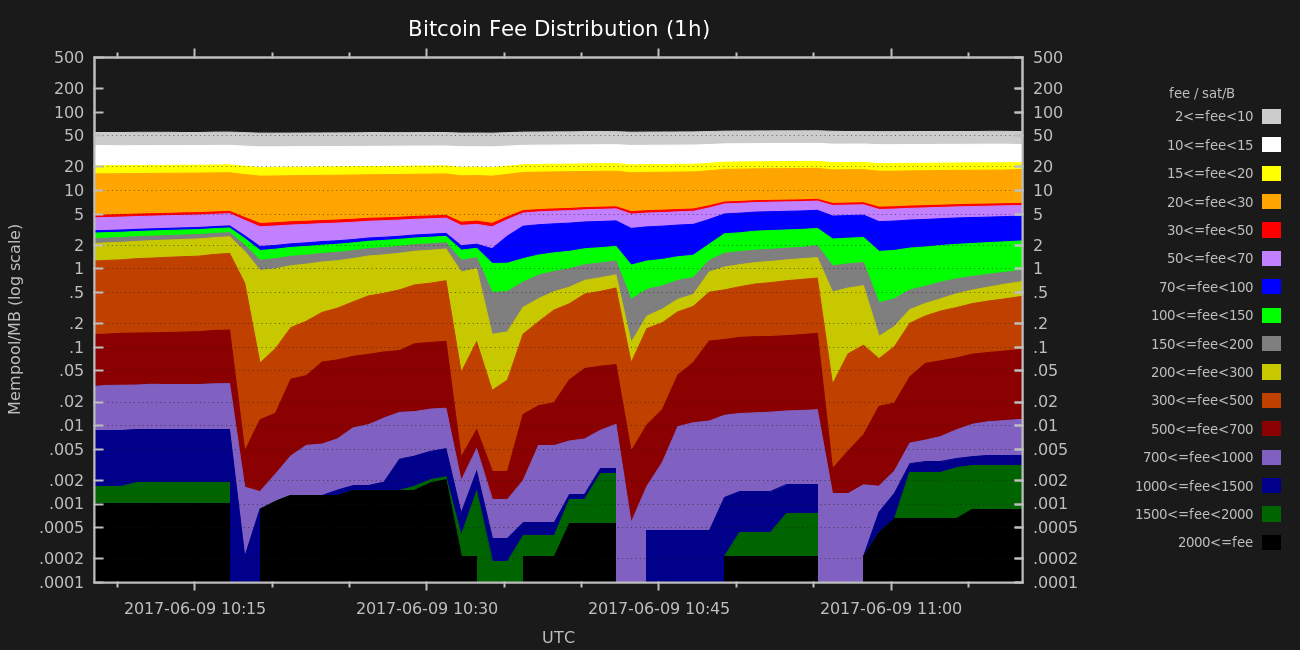 Bitcoin Fee Distribution (1h)
500
200
100
50
20
10
5
2
1
.5
.2
.1
.05
.02
.01
.005
.002
.001
.0005
.0002
.0001
Mempool/MB (log scale)
500
200
100
50
20
10
5
2
1
.5
.2
.1
.05
.02
.01
.005
.002
.001
.0005
.0002
.0001
2017-06-09 10:15
2017-06-09 10:30
2017-06-09 10:45
2017-06-09 11:00
UTC
fee / sat/B
2<=fee<10
10<=fee<15
15<=fee<20
20<=fee<30
30<=fee<50
50<=fee<70
70<=fee<100
100<=fee<150
150<=fee<200
200<=fee<300
300<=fee<500
500<=fee<700
700<=fee<1000
1000<=fee<1500
1500<=fee<2000
2000<=fee